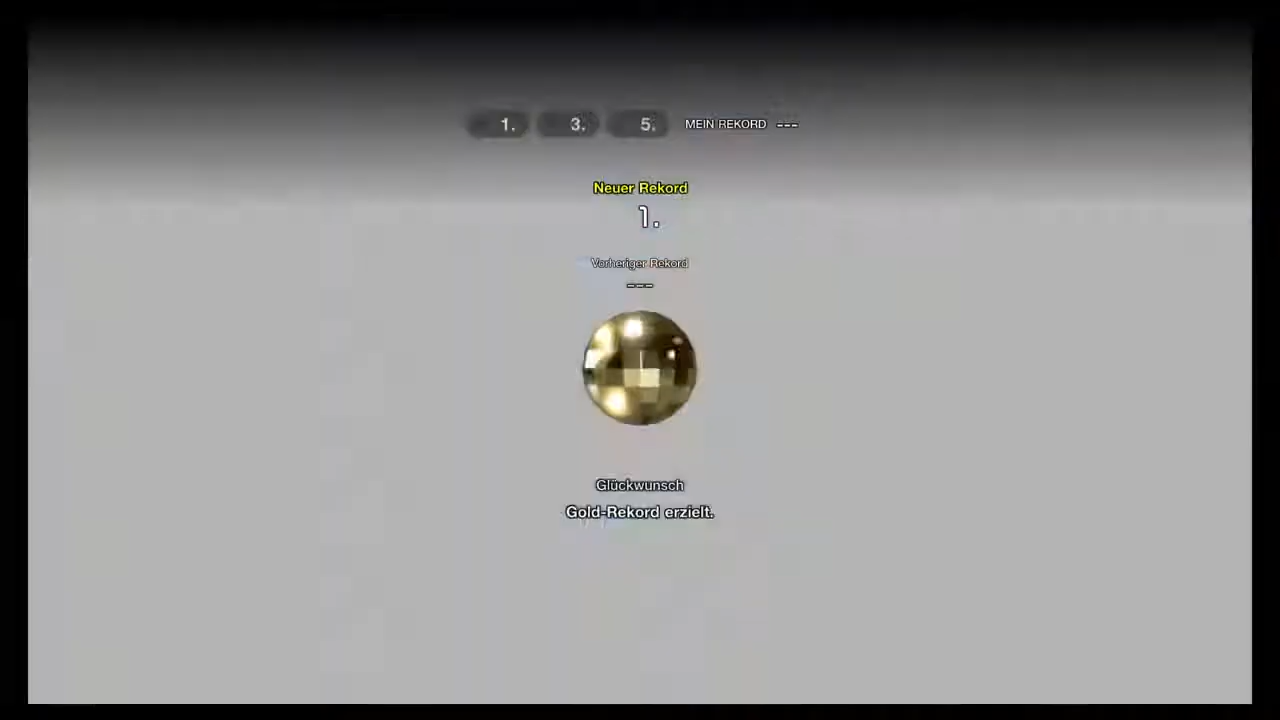 1. 3. 5. MEIN REKORD ---
Neuer Rekord
1.
Vorheriger Rekord
---
Glückwunsch
Gold-Rekord erzielt.